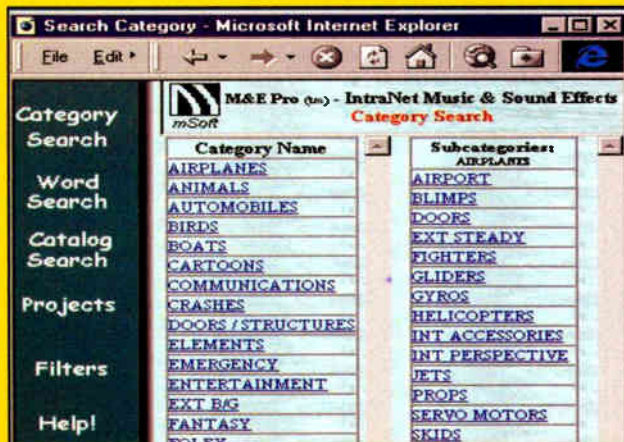 Search Category - Microsoft Internet Explorer
File Edit
Category Search
Word Search
Catalog Search
Projects
Filters
Help!
mSoft
M&E Pro (tm) - IntraNet Music & Sound Effects
Category Search
Category Name
AIRPLANES
ANIMALS
AUTOMOBILES
BIRDS
BOATS
CARTOONS
COMMUNICATIONS
CRASHES
DOORS / STRUCTURES
ELEMENTS
EMERGENCY
ENTERTAINMENT
EXT B/G
FANTASY
FOLEY
Subcategories:
AIRPLANES
AIRPORT
BLIMPS
DOORS
EXT STEADY
FIGHTERS
GLIDERS
GYROS
HELICOPTERS
INT ACCESSORIES
INT PERSPECTIVE
JETS
PROPS
SERVO MOTORS
SKIDS